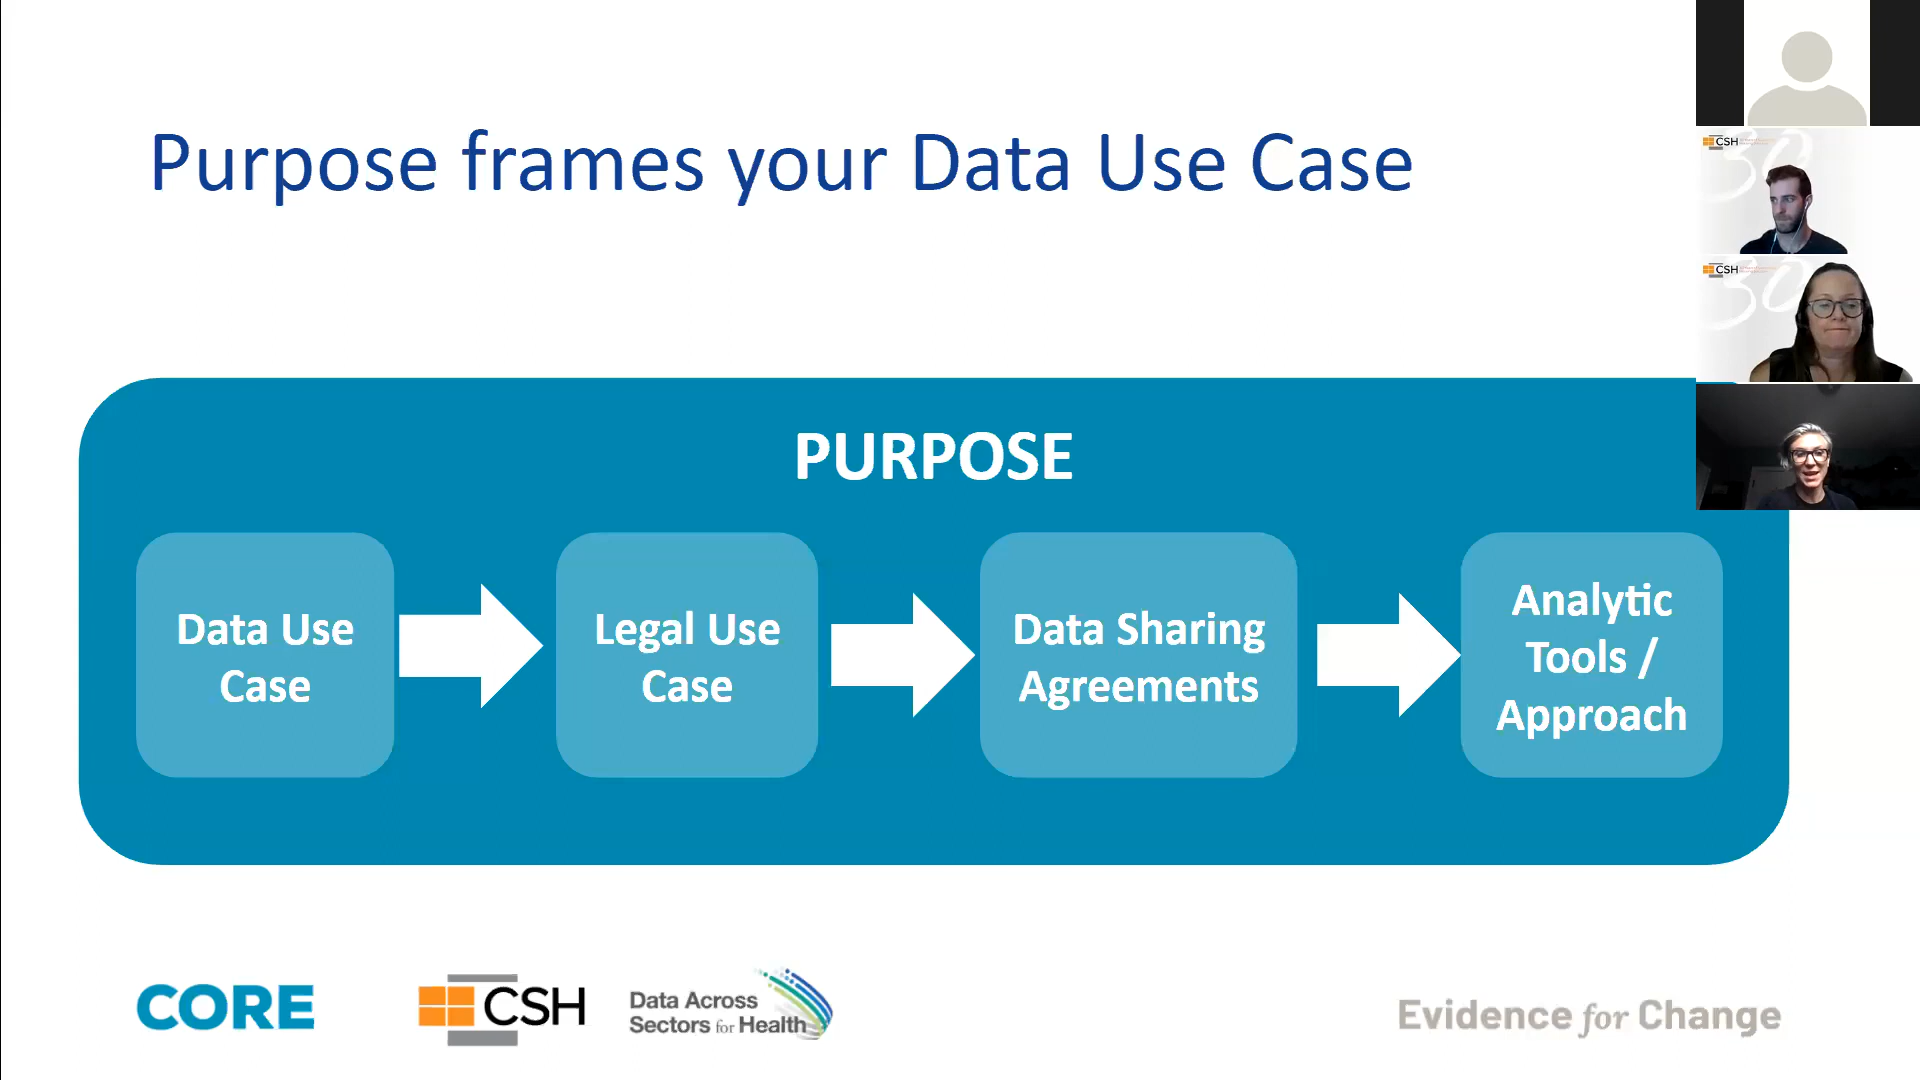 Purpose frames your Data Use Case
CSH
CSH
PURPOSE
Data Use
Case
Legal Use
Case
Data Sharing
Agreements
Analytic
Tools /
Approach
CORE
CSH
Data Across
Sectors for Health
Evidence for Change